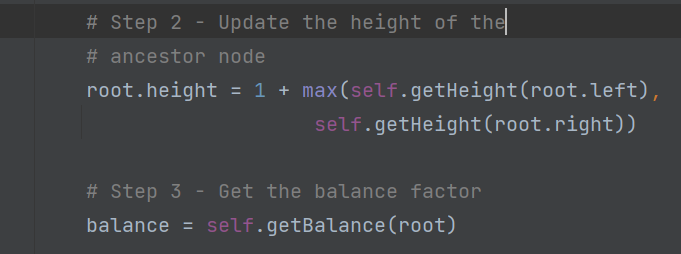 # Step 2 - Update the height of the
# ancestor node
root.height = 1 + max(self.getHeight(root.left),
self.getHeight(root.right))
# Step 3 - Get the balance factor
balance = self.getBalance(root)